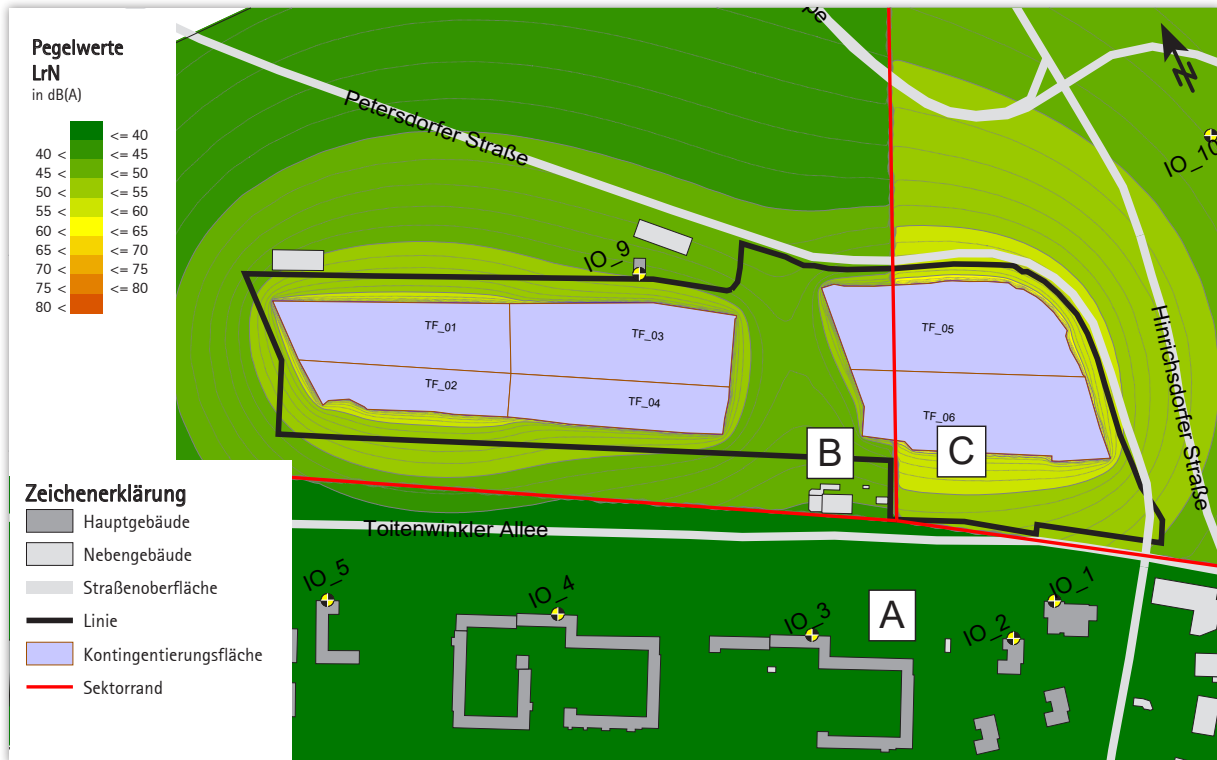 Pegelwerte
LrN
in dB(A)
<= 40
40 < <= 45
45 < <= 50
50 < <= 55
55 < <= 60
60 < <= 65
65 < <= 70
70 < <= 75
75 < <= 80
80 <
Petersdorfer Straße
N
IO_10
IO_9
TF_01
TF_03
TF_05
TF_02
TF_04
TF_06
Hinrichsdorfer Straße
B
C
Toitenwinkler Allee
IO_5
IO_4
IO_3
A
IO_2
IO_1
Zeichenerklärung
Hauptgebäude
Nebengebäude
Straßenoberfläche
Linie
Kontingentierungsfläche
Sektorrand